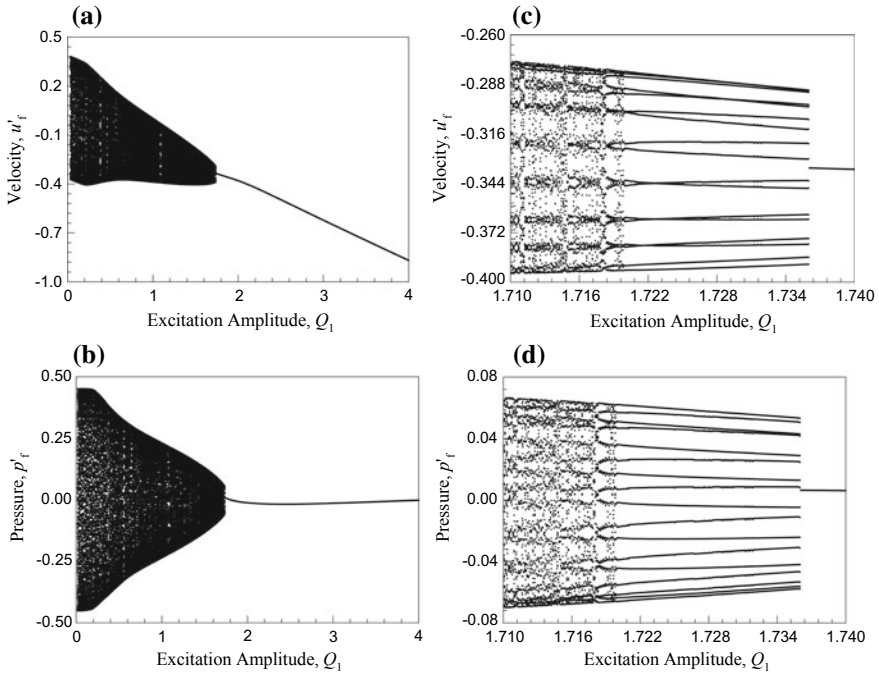 (a)
0.5
0.2
-0.1
-0.4
-0.7
-1.0
Velocity, u'f
0 1 2 3 4
Excitation Amplitude, Q1
(c)
-0.260
-0.288
-0.316
-0.344
-0.372
-0.400
Velocity, u'f
1.710 1.716 1.722 1.728 1.734 1.740
Excitation Amplitude, Q1
(b)
0.50
0.25
0.00
-0.25
-0.50
Pressure, p'f
0 1 2 3 4
Excitation Amplitude, Q1
(d)
0.08
0.04
0.00
-0.04
-0.08
Pressure, p'f
1.710 1.716 1.722 1.728 1.734 1.740
Excitation Amplitude, Q1